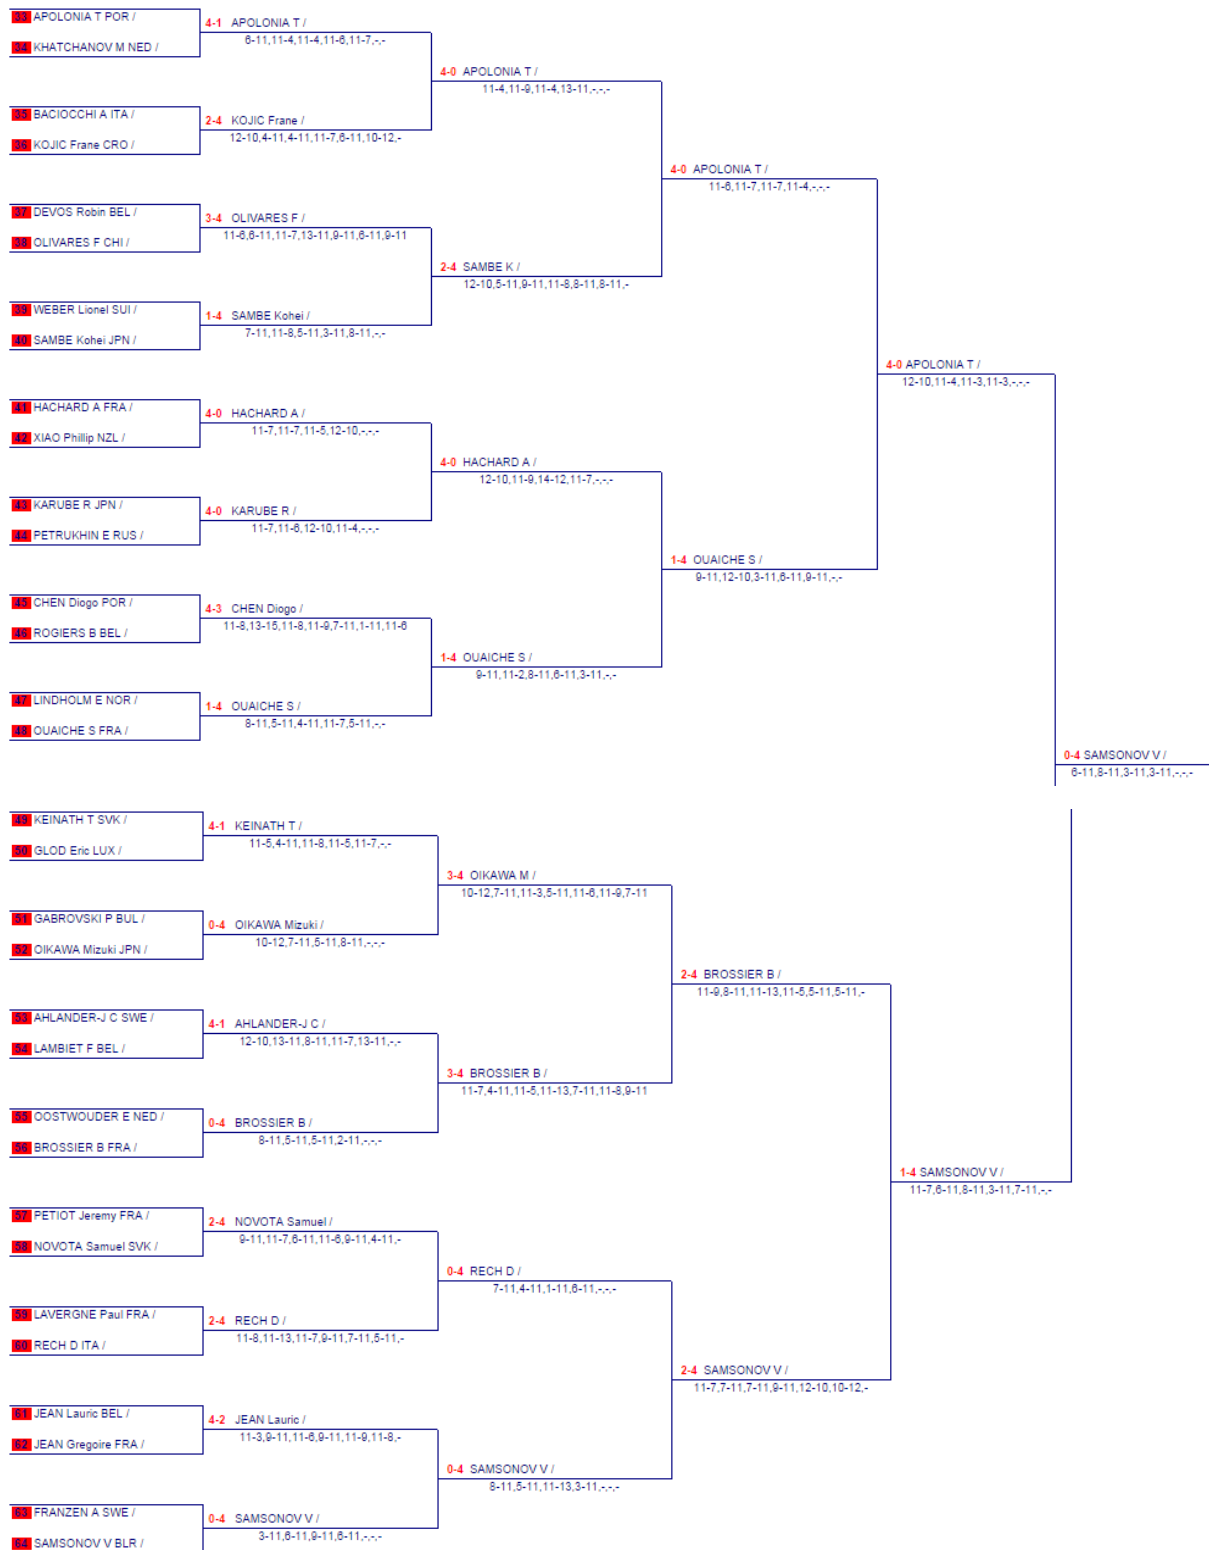 33 APOLONIA T POR /
4-1 APOLONIA T /
6-11,11-4,11-4,11-6,11-7,-,-
34 KHATCHANOV M NED /
4-0 APOLONIA T /
11-4,11-9,11-4,13-11,-,-,-
35 BACIOCCHI A ITA /
2-4 KOJIC Frane /
12-10,4-11,4-11,11-7,6-11,10-12,-
36 KOJIC Frane CRO /
4-0 APOLONIA T /
11-6,11-7,11-7,11-4,-,-,-
37 DEVOS Robin BEL /
3-4 OLIVARES F /
11-6,6-11,11-7,13-11,9-11,6-11,9-11
38 OLIVARES F CHI /
2-4 SAMBE K /
12-10,5-11,9-11,11-8,8-11,8-11,-
39 WEBER Lionel SUI /
1-4 SAMBE Kohei /
7-11,11-8,5-11,3-11,8-11,-,-
40 SAMBE Kohei JPN /
4-0 APOLONIA T /
12-10,11-4,11-3,11-3,-,-,-
41 HACHARD A FRA /
4-0 HACHARD A /
11-7,11-7,11-5,12-10,-,-,-
42 XIAO Phillip NZL /
4-0 HACHARD A /
12-10,11-9,14-12,11-7,-,-,-
43 KARUBE R JPN /
4-0 KARUBE R /
11-7,11-6,12-10,11-4,-,-,-
44 PETRUKHIN E RUS /
1-4 OUAICHE S /
9-11,12-10,3-11,6-11,9-11,-,-
45 CHEN Diogo POR /
4-3 CHEN Diogo /
11-8,13-15,11-8,11-9,7-11,1-11,11-6
46 ROGIERS B BEL /
1-4 OUAICHE S /
9-11,11-2,8-11,6-11,3-11,-,-
47 LINDHOLM E NOR /
1-4 OUAICHE S /
8-11,5-11,4-11,11-7,5-11,-,-
48 OUAICHE S FRA /
0-4 SAMSONOV V /
6-11,8-11,3-11,3-11,-,-,-
49 KEINATH T SVK /
4-1 KEINATH T /
11-5,4-11,11-8,11-5,11-7,-,-
50 GLOD Eric LUX /
3-4 OIKAWA M /
10-12,7-11,11-3,5-11,11-6,11-9,7-11
51 GABROVSKI P BUL /
0-4 OIKAWA Mizuki /
10-12,7-11,5-11,8-11,-,-,-
52 OIKAWA Mizuki JPN /
2-4 BROSSIER B /
11-9,8-11,11-13,11-5,5-11,5-11,-
53 AHLANDER-J C SWE /
4-1 AHLANDER-J C /
12-10,13-11,8-11,11-7,13-11,-,-
54 LAMBIET F BEL /
3-4 BROSSIER B /
11-7,4-11,11-5,11-13,7-11,11-8,9-11
55 OOSTWOUDER E NED /
0-4 BROSSIER B /
8-11,5-11,5-11,2-11,-,-,-
56 BROSSIER B FRA /
1-4 SAMSONOV V /
11-7,6-11,8-11,3-11,7-11,-,-
57 PETIOT Jeremy FRA /
2-4 NOVOTA Samuel /
9-11,11-7,6-11,11-6,9-11,4-11,-
58 NOVOTA Samuel SVK /
0-4 RECH D /
7-11,4-11,1-11,6-11,-,-,-
59 LAVERGNE Paul FRA /
2-4 RECH D /
11-8,11-13,11-7,9-11,7-11,5-11,-
60 RECH D ITA /
2-4 SAMSONOV V /
11-7,7-11,7-11,9-11,12-10,10-12,-
61 JEAN Lauric BEL /
4-2 JEAN Lauric /
11-3,9-11,11-6,9-11,11-9,11-8,-
62 JEAN Gregoire FRA /
0-4 SAMSONOV V /
8-11,5-11,11-13,3-11,-,-,-
63 FRANZEN A SWE /
0-4 SAMSONOV V /
3-11,6-11,9-11,6-11,-,-,-
64 SAMSONOV V BLR /